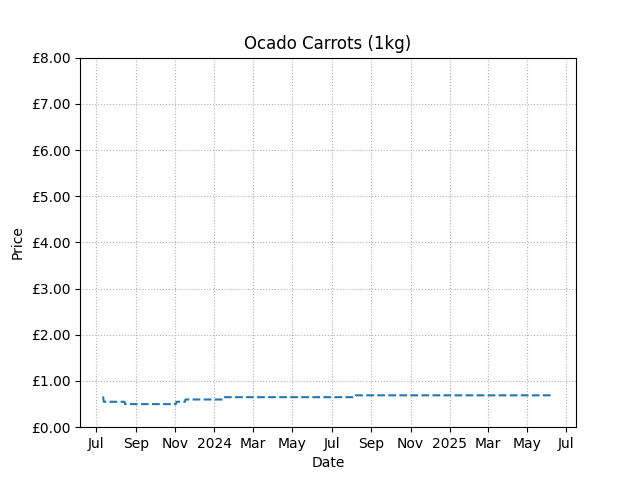 Ocado Carrots (1kg)
£8.00
£7.00
£6.00
£5.00
£4.00
£3.00
£2.00
£1.00
£0.00
Price
Jul Sep Nov 2024 Mar May Jul Sep Nov 2025 Mar May Jul
Date